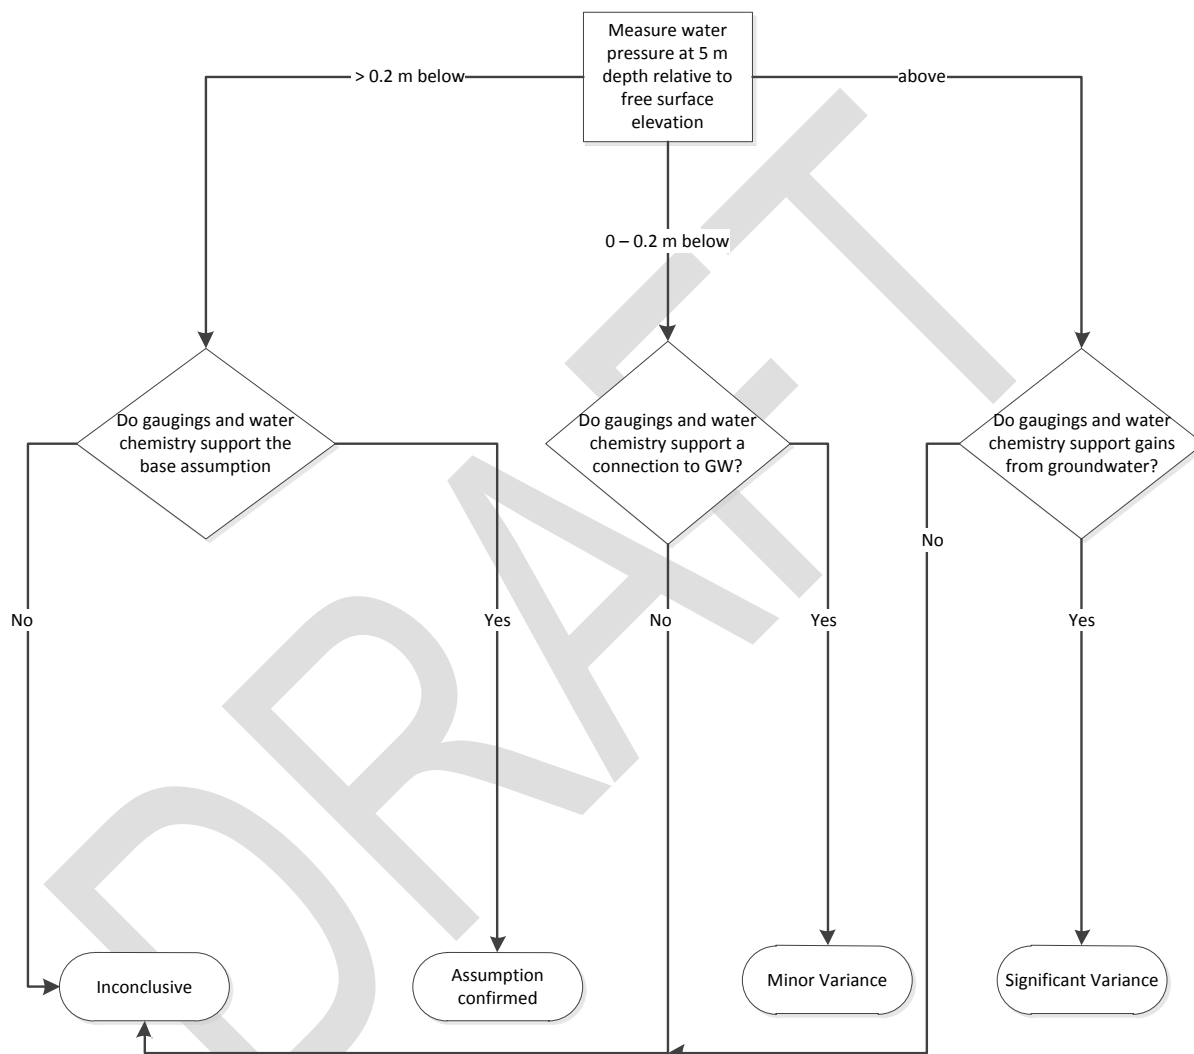 Measure water
pressure at 5 m
depth relative to
free surface
elevation
> 0.2 m below
above
0 – 0.2 m below
Do gaugings and water
chemistry support the
base assumption
Do gaugings and water
chemistry support a
connection to GW?
Do gaugings and water
chemistry support gains
from groundwater?
No
No
Yes
No
Yes
Yes
Inconclusive
Assumption
confirmed
Minor Variance
Significant Variance
DRAFT